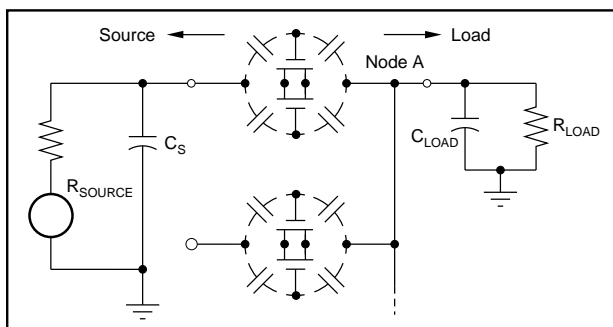 Source
Load
Node A
C_S
C_LOAD
R_LOAD
R_SOURCE